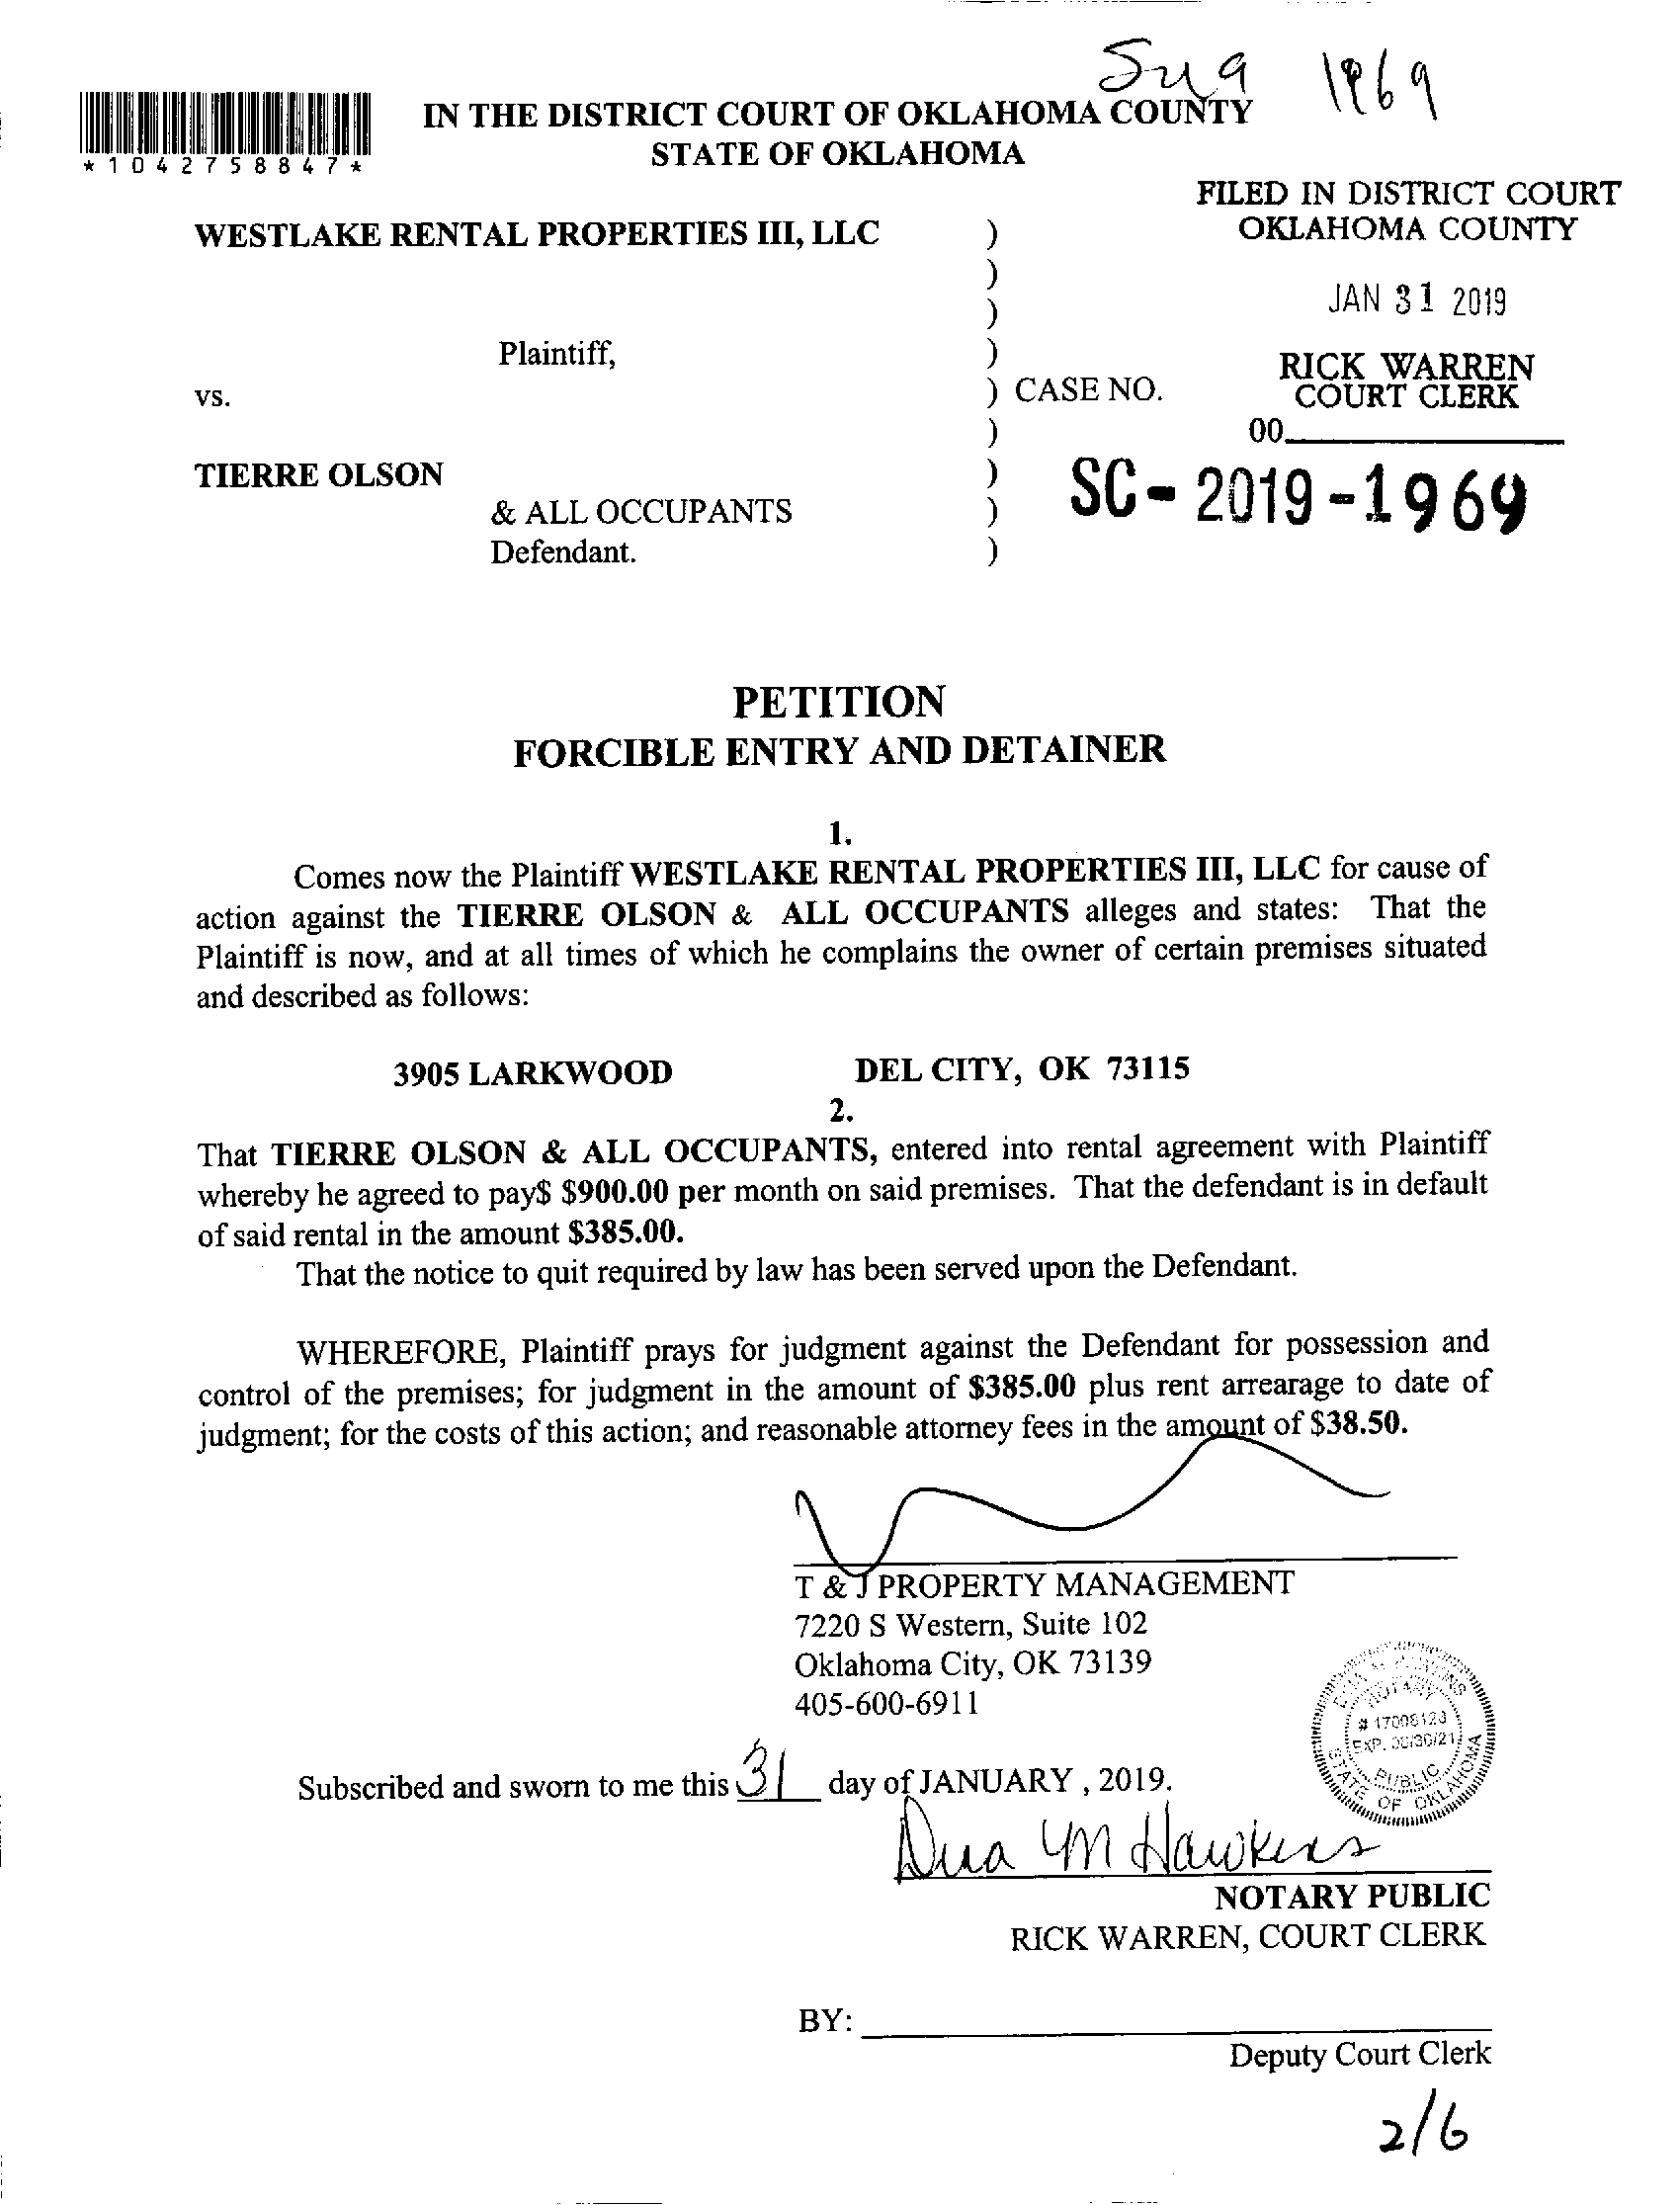 Su 9 1969
IN THE DISTRICT COURT OF OKLAHOMA COUNTY
STATE OF OKLAHOMA
*1042758847*
FILED IN DISTRICT COURT
OKLAHOMA COUNTY
JAN 31 2019
RICK WARREN
COURT CLERK
00
WESTLAKE RENTAL PROPERTIES III, LLC )
)
)
Plaintiff, )
vs. ) CASE NO.
)
TIERRE OLSON ) SC-2019-1969
& ALL OCCUPANTS )
Defendant. )
PETITION
FORCIBLE ENTRY AND DETAINER
1.
Comes now the Plaintiff WESTLAKE RENTAL PROPERTIES III, LLC for cause of
action against the TIERRE OLSON & ALL OCCUPANTS alleges and states: That the
Plaintiff is now, and at all times of which he complains the owner of certain premises situated
and described as follows:
3905 LARKWOOD DEL CITY, OK 73115
2.
That TIERRE OLSON & ALL OCCUPANTS, entered into rental agreement with Plaintiff
whereby he agreed to pay$ $900.00 per month on said premises. That the defendant is in default
of said rental in the amount $385.00.
That the notice to quit required by law has been served upon the Defendant.
WHEREFORE, Plaintiff prays for judgment against the Defendant for possession and
control of the premises; for judgment in the amount of $385.00 plus rent arrearage to date of
judgment; for the costs of this action; and reasonable attorney fees in the amount of $38.50.
T & J PROPERTY MANAGEMENT
7220 S Western, Suite 102
Oklahoma City, OK 73139
405-600-6911
NOTARY
EXP.
PUBLIC
STATE OF OKLAHOMA
Subscribed and sworn to me this 31 day of JANUARY , 2019.
M Hawkins
NOTARY PUBLIC
RICK WARREN, COURT CLERK
BY:
Deputy Court Clerk
2/6